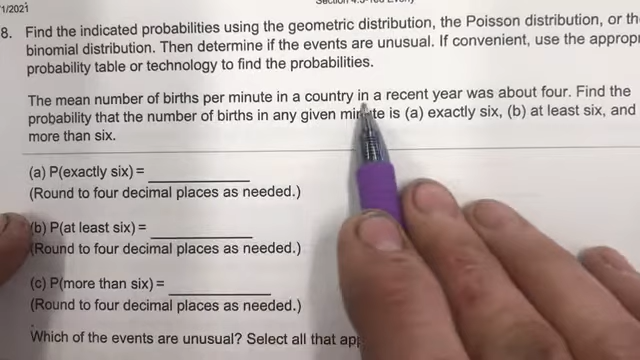 1/2021
8. Find the indicated probabilities using the geometric distribution, the Poisson distribution, or the
binomial distribution. Then determine if the events are unusual. If convenient, use the approp
probability table or technology to find the probabilities.
The mean number of births per minute in a country in a recent year was about four. Find the
probability that the number of births in any given minute is (a) exactly six, (b) at least six, and
more than six.
(a) P(exactly six) =
(Round to four decimal places as needed.)
(b) P(at least six) =
(Round to four decimal places as needed.)
(c) P(more than six) =
(Round to four decimal places as needed.)
Which of the events are unusual? Select all that app